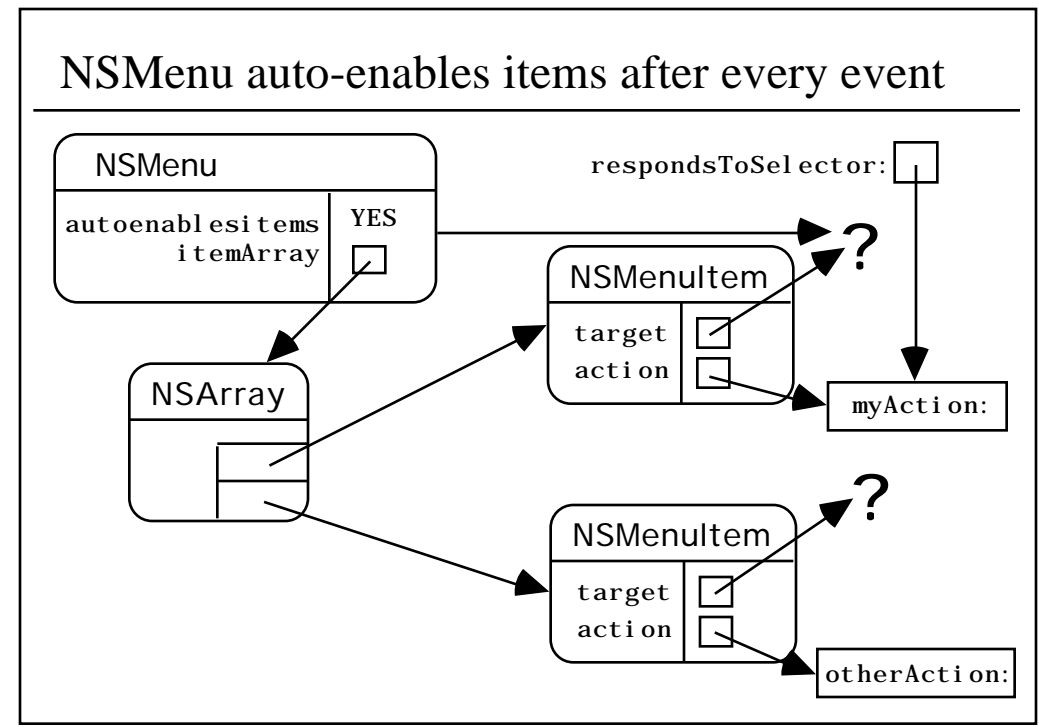 NSMenu auto-enables items after every event
NSMenu
autoenablesitems YES
itemArray
respondsToSelector:
?
NSMenuItem
target
action
myAction:
NSArray
?
NSMenuItem
target
action
otherAction: